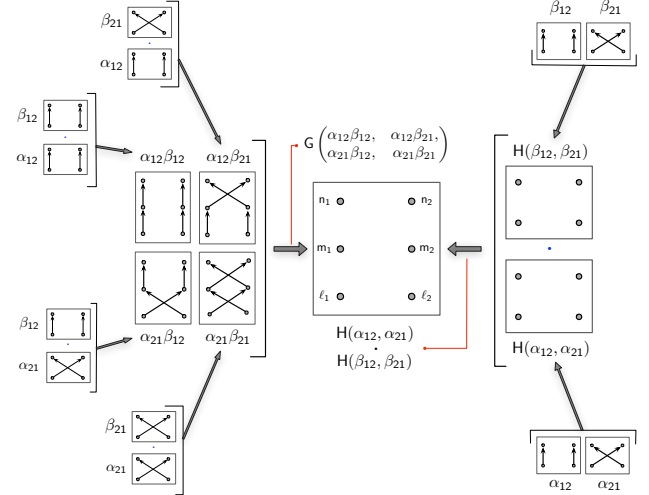 β₂₁
α₁₂
β₁₂
α₁₂
α₁₂β₁₂ α₁₂β₂₁
α₂₁β₁₂ α₂₁β₂₁
β₁₂
α₂₁
β₂₁
α₂₁
G ( α₁₂β₁₂, α₁₂β₂₁,
α₂₁β₁₂, α₂₁β₂₁ )
n₁ n₂
m₁ m₂
ℓ₁ ℓ₂
H(α₁₂, α₂₁)
·
H(β₁₂, β₂₁)
β₁₂ β₂₁
H(β₁₂, β₂₁)
H(α₁₂, α₂₁)
α₁₂ α₂₁